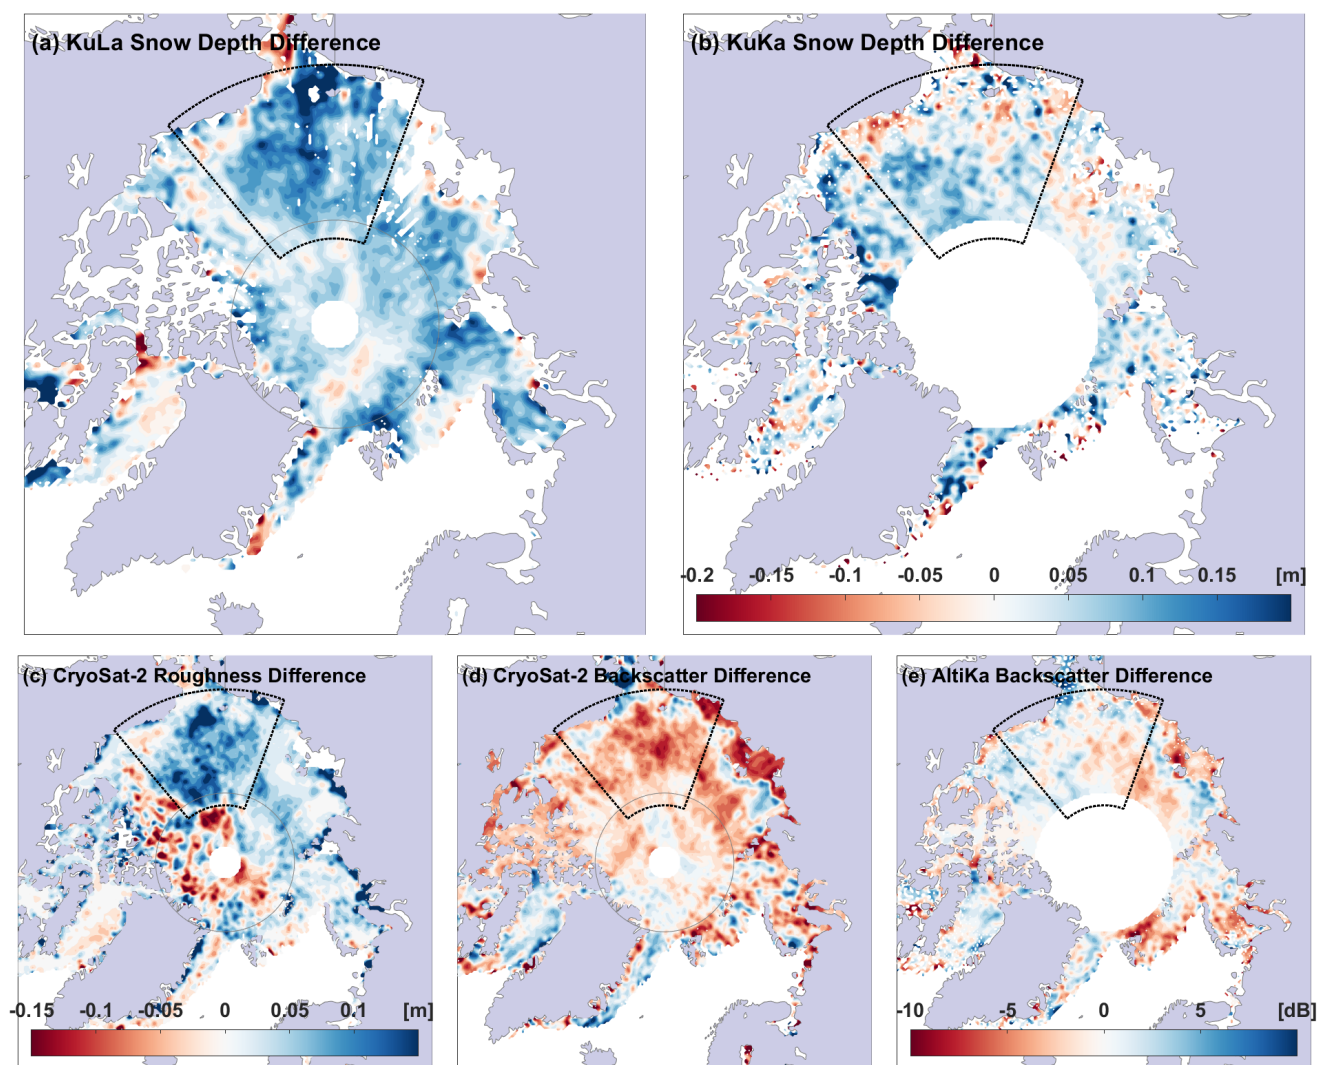 (a) KuLa Snow Depth Difference
(b) KuKa Snow Depth Difference
-0.2 -0.15 -0.1 -0.05 0 0.05 0.1 0.15 [m]
(c) CryoSat-2 Roughness Difference
(d) CryoSat-2 Backscatter Difference
(e) AltiKa Backscatter Difference
-0.15 -0.1 -0.05 0 0.05 0.1 [m]
-10 -5 0 5 [dB]